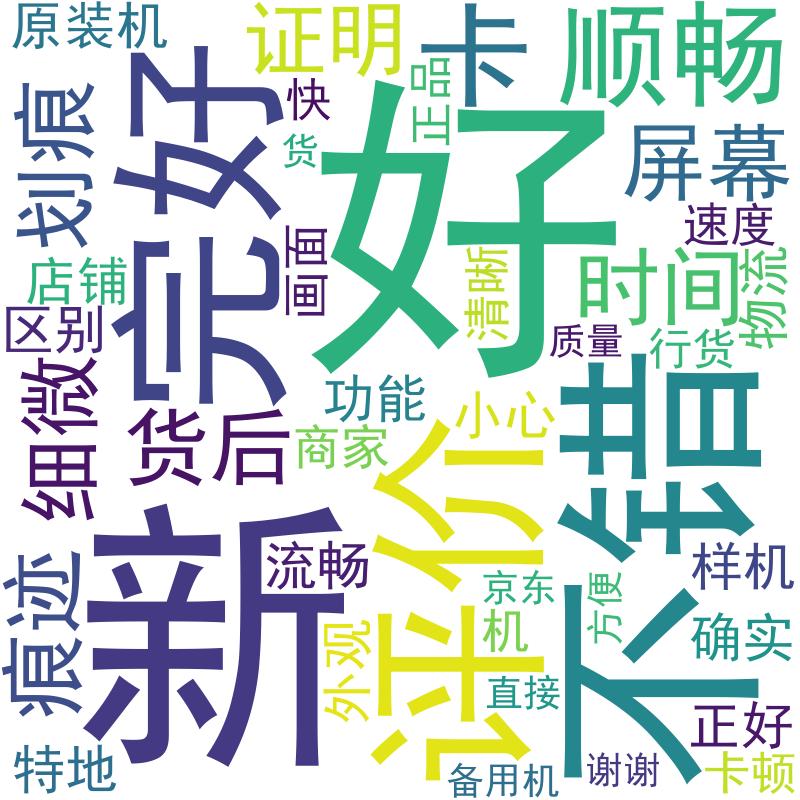 原装机
证明
卡
顺畅
划痕
完好
快
货
正品
好
屏幕
速度
店铺
画面
清晰
时间
物流
区别
质量
行货
细微
货后
功能
商家
小心
评价
不错
新
流畅
京东
方便
样机
痕迹
外观
机
确实
直接
正好
特地
备用机
谢谢
卡顿